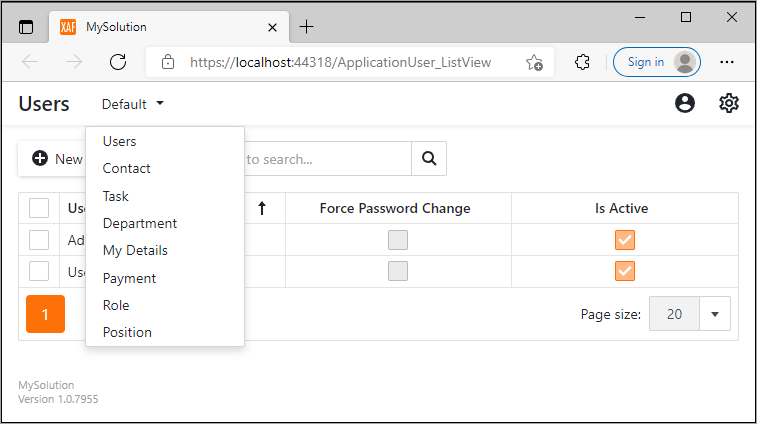 XAF MySolution
https://localhost:44318/ApplicationUser_ListView
Sign in
Users Default
Users
Contact
Task
Department
My Details
Payment
Role
Position
New to search...
Use Force Password Change Is Active
Ad
Use
1 Page size: 20
MySolution
Version 1.0.7955